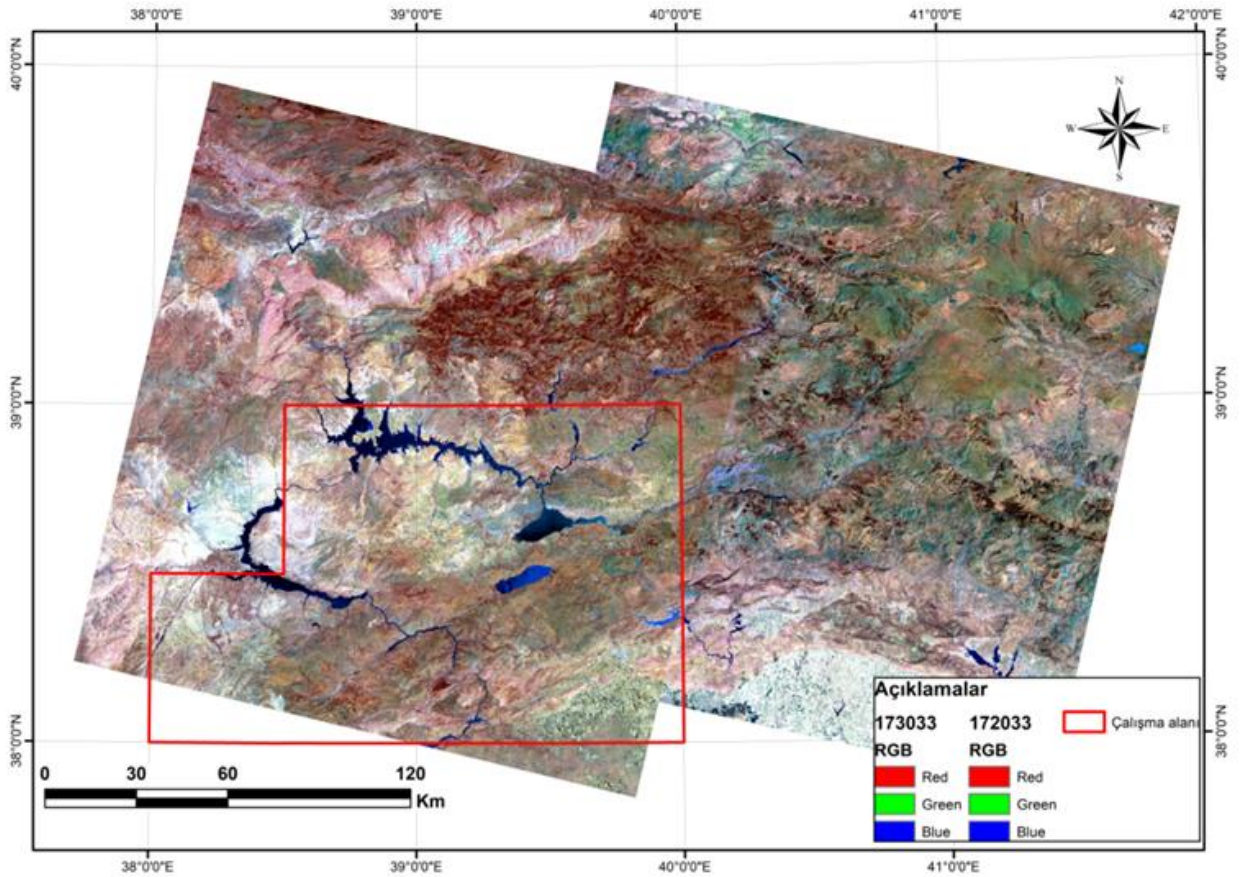 38°0'0"E 39°0'0"E 40°0'0"E 41°0'0"E 42°0'0"E
40°0'0"N 40°0'0"N
N
W E
S
39°0'0"N 39°0'0"N
38°0'0"N 38°0'0"N
Açıklamalar
173033 172033 Çalışma alanı
RGB RGB
Red Red
Green Green
Blue Blue
0 30 60 120
Km
38°0'0"E 39°0'0"E 40°0'0"E 41°0'0"E